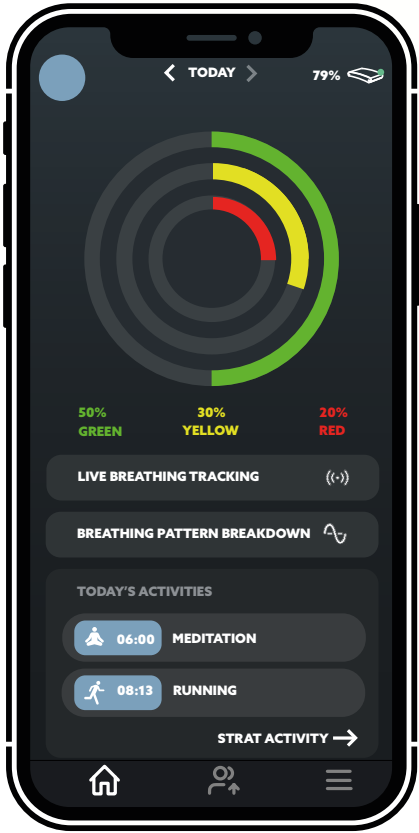 TODAY
79%
50%
GREEN
30%
YELLOW
20%
RED
LIVE BREATHING TRACKING
BREATHING PATTERN BREAKDOWN
TODAY'S ACTIVITIES
06:00 MEDITATION
08:13 RUNNING
STRAT ACTIVITY